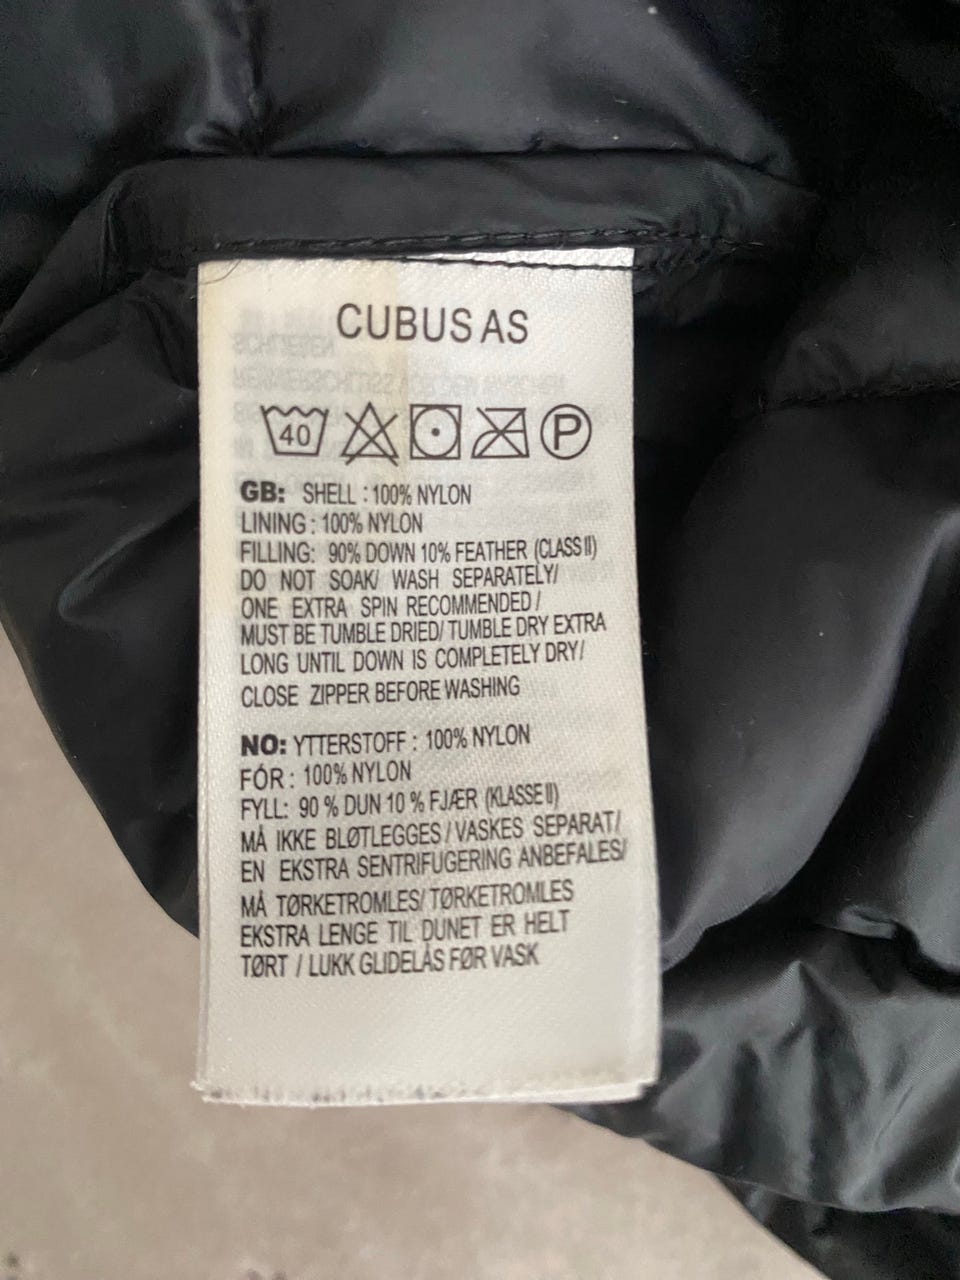 CUBUS AS
40 P
GB: SHELL : 100% NYLON
LINING : 100% NYLON
FILLING: 90% DOWN 10% FEATHER (CLASS II)
DO NOT SOAK/ WASH SEPARATELY/
ONE EXTRA SPIN RECOMMENDED /
MUST BE TUMBLE DRIED/ TUMBLE DRY EXTRA
LONG UNTIL DOWN IS COMPLETELY DRY/
CLOSE ZIPPER BEFORE WASHING
NO: YTTERSTOFF : 100% NYLON
FÓR : 100% NYLON
FYLL: 90 % DUN 10 % FJÆR (KLASSE II)
MÅ IKKE BLØTLEGGES / VASKES SEPARAT/
EN EKSTRA SENTRIFUGERING ANBEFALES/
MÅ TØRKETROMLES/ TØRKETROMLES
EKSTRA LENGE TIL DUNET ER HELT
TØRT / LUKK GLIDELÅS FØR VASK